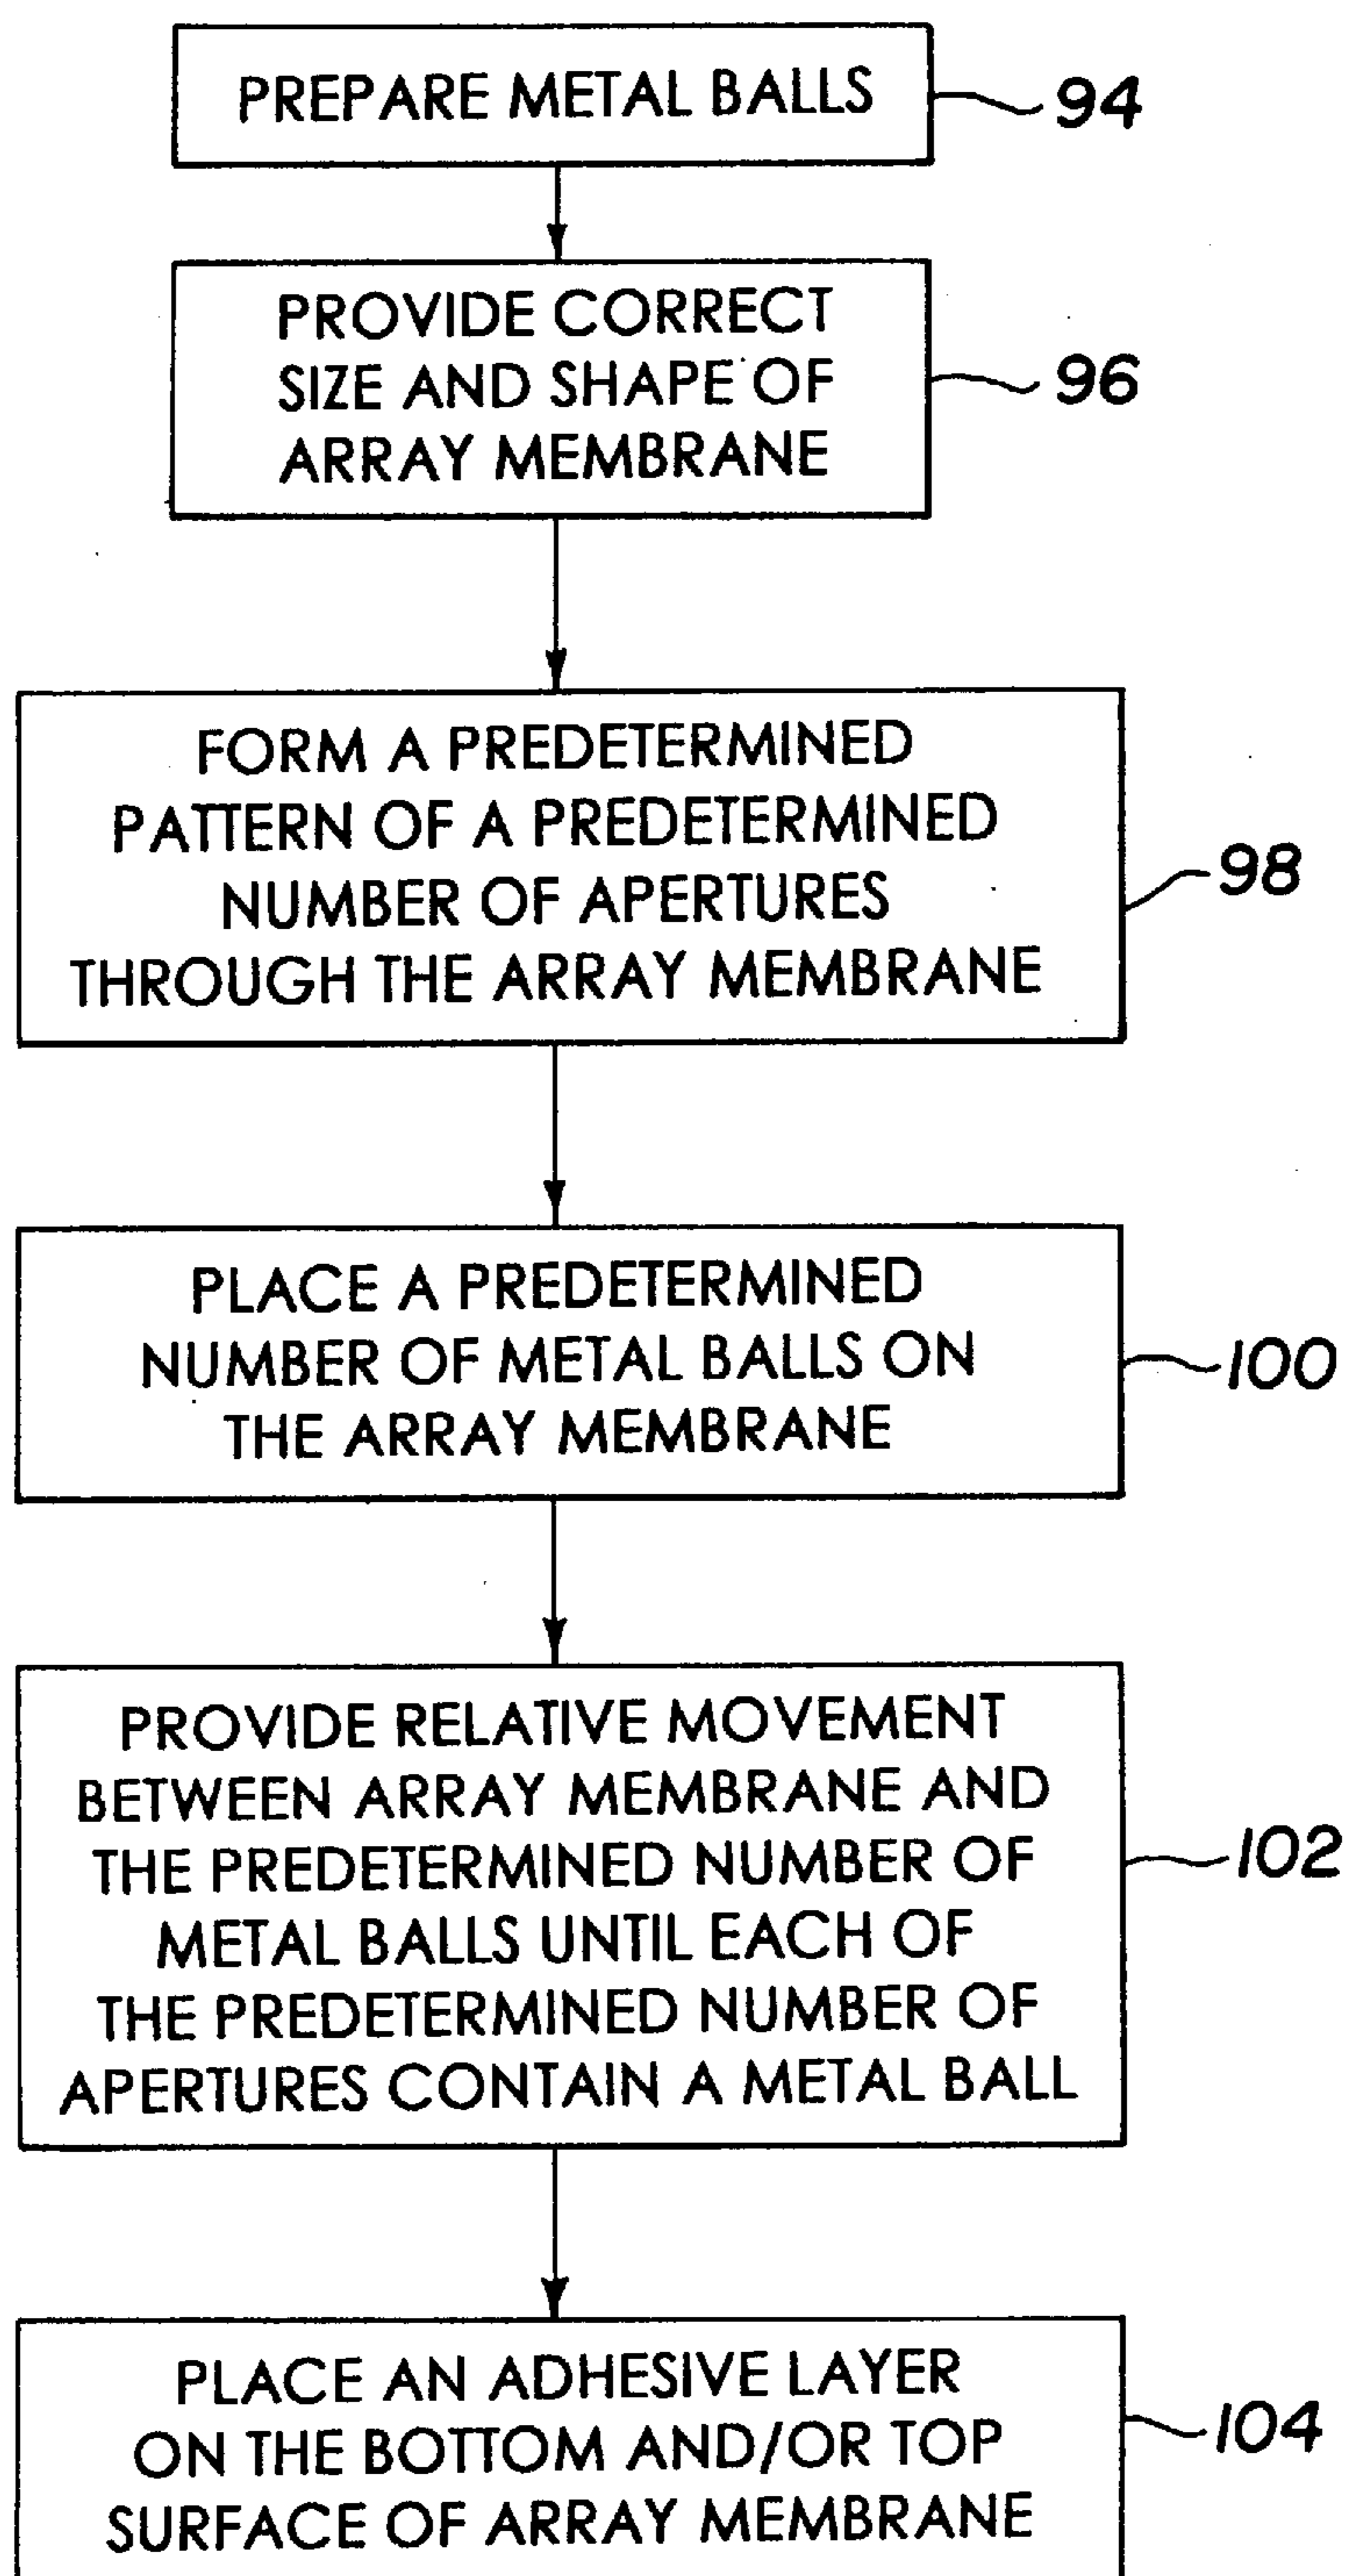 PREPARE METAL BALLS
94
PROVIDE CORRECT
SIZE AND SHAPE OF
ARRAY MEMBRANE
96
FORM A PREDETERMINED
PATTERN OF A PREDETERMINED
NUMBER OF APERTURES
THROUGH THE ARRAY MEMBRANE
98
PLACE A PREDETERMINED
NUMBER OF METAL BALLS ON
THE ARRAY MEMBRANE
100
PROVIDE RELATIVE MOVEMENT
BETWEEN ARRAY MEMBRANE AND
THE PREDETERMINED NUMBER OF
METAL BALLS UNTIL EACH OF
THE PREDETERMINED NUMBER OF
APERTURES CONTAIN A METAL BALL
102
PLACE AN ADHESIVE LAYER
ON THE BOTTOM AND/OR TOP
SURFACE OF ARRAY MEMBRANE
104